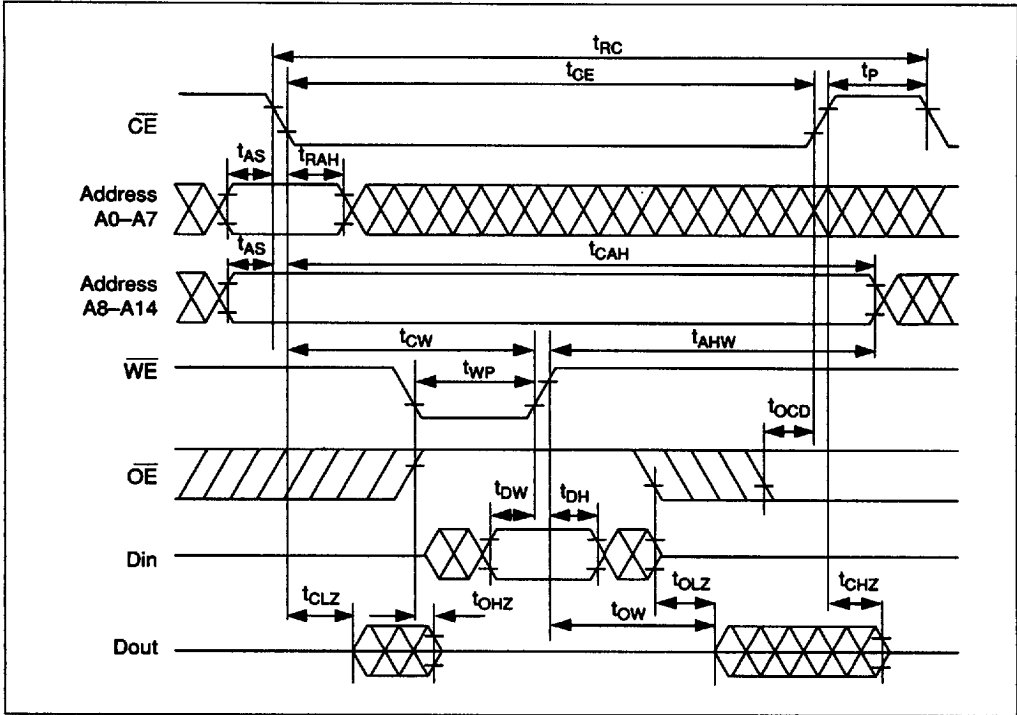 tRC
tCE
tP
CE
tAS
tRAH
Address
A0–A7
tAS
tCAH
Address
A8–A14
tCW
tAHW
WE
tWP
tOCD
OE
tDW
tDH
Din
tCLZ
tOHZ
tOLZ
tCHZ
tOW
Dout